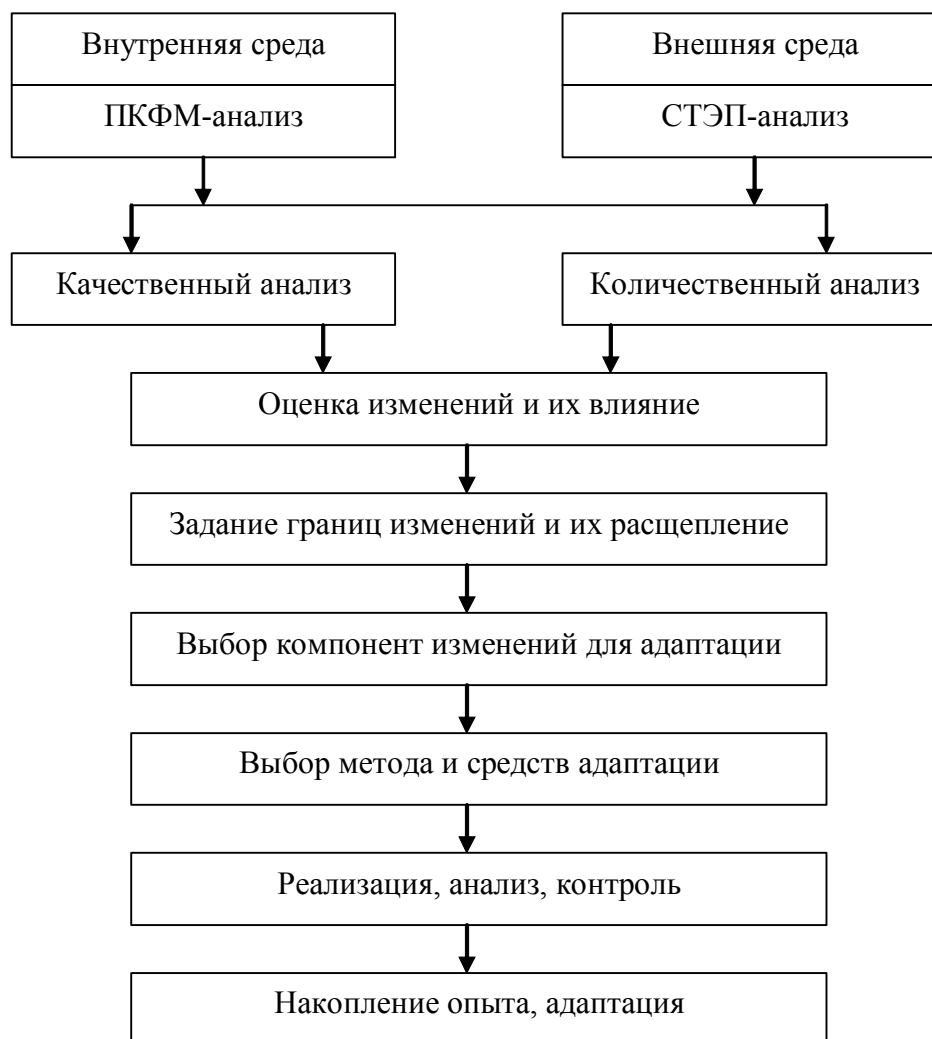 Внутренняя среда
Внешняя среда
ПКФМ-анализ
СТЭП-анализ
Качественный анализ
Количественный анализ
Оценка изменений и их влияние
Задание границ изменений и их расщепление
Выбор компонент изменений для адаптации
Выбор метода и средств адаптации
Реализация, анализ, контроль
Накопление опыта, адаптация